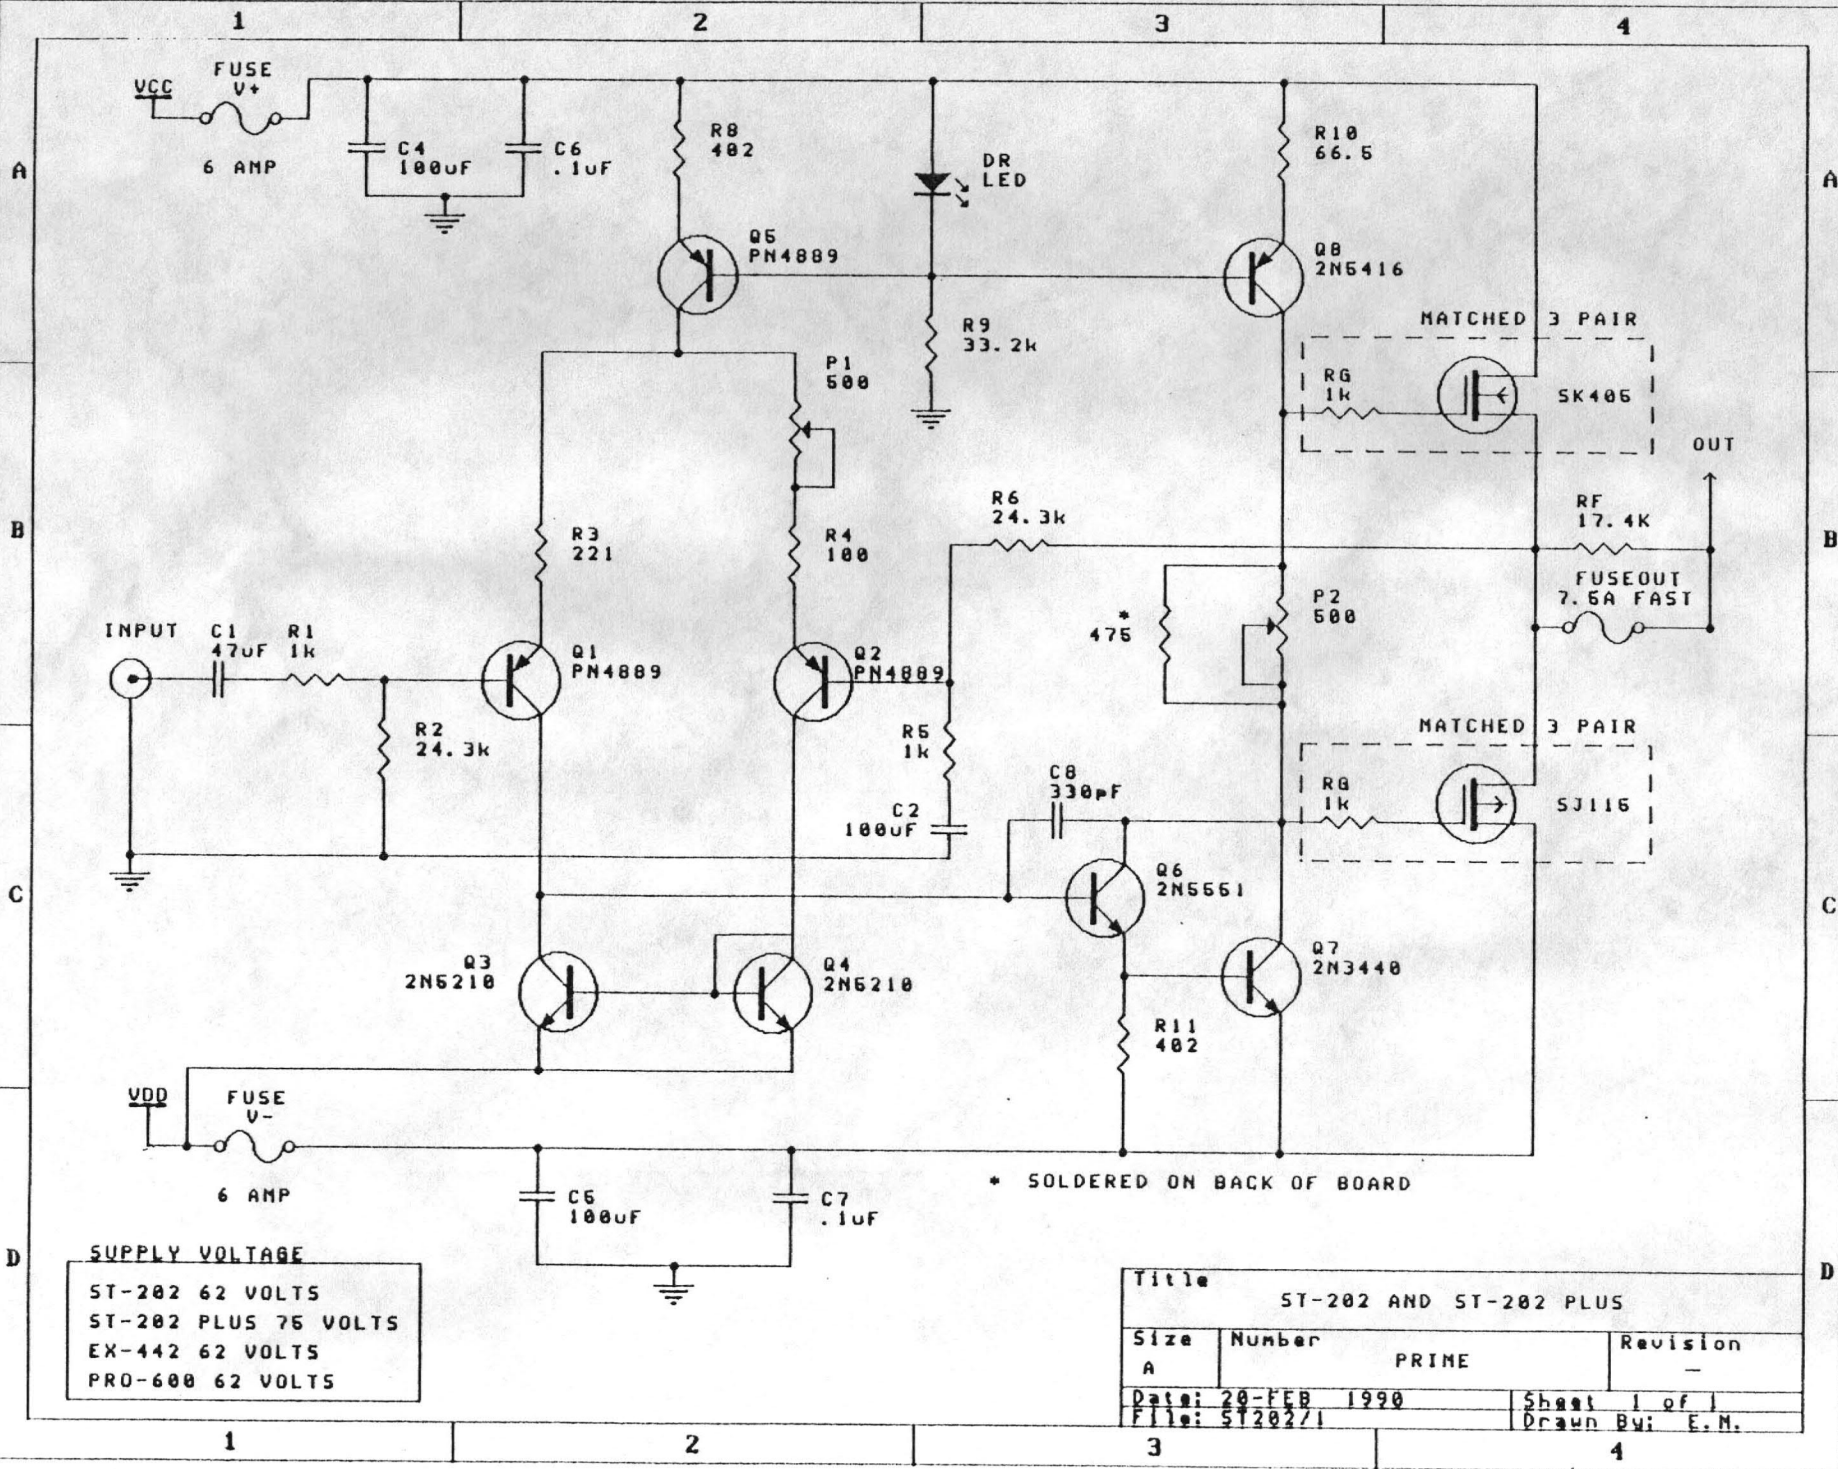 1 2 3 4
VCC
FUSE
V+
6 AMP
C4
100uF
C6
.1uF
R8
402
DR
LED
R10
66.5
A A
Q5
PN4889
Q8
2N5416
R9
33.2k
MATCHED 3 PAIR
P1
500
RG
1k
SK405
OUT
R6
24.3k
RF
17.4K
B B
R3
221
R4
100
FUSEOUT
7.5A FAST
P2
500
*
475
INPUT
C1
47uF
R1
1k
Q1
PN4889
Q2
PN4889
R2
24.3k
R5
1k
MATCHED 3 PAIR
C8
330pF
RG
1k
SJ115
C2
100uF
Q6
2N5551
C C
Q3
2N5210
Q4
2N5210
Q7
2N3440
R11
402
VDD
FUSE
V-
6 AMP
C5
100uF
C7
.1uF
* SOLDERED ON BACK OF BOARD
D D
SUPPLY VOLTAGE
ST-202 62 VOLTS
ST-202 PLUS 75 VOLTS
EX-442 62 VOLTS
PRO-600 62 VOLTS
Title
ST-202 AND ST-202 PLUS
Size Number Revision
A PRIME -
Date: 20-FEB 1990 Sheet 1 of 1
File: ST202/1 Drawn By: E.M.
1 2 3 4